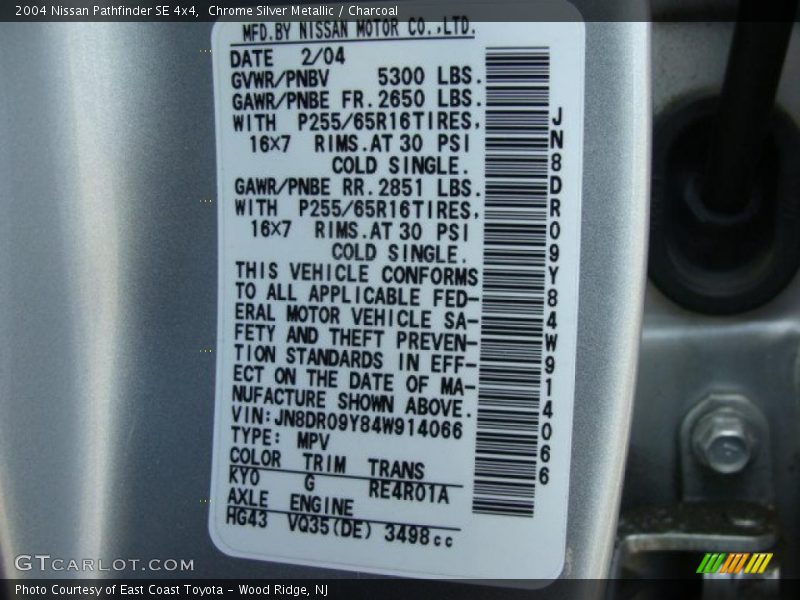 2004 Nissan Pathfinder SE 4x4,  Chrome Silver Metallic / Charcoal
MFD.BY NISSAN MOTOR CO.,LTD.
DATE 2/04
GVWR/PNBV 5300 LBS.
GAWR/PNBE FR.2650 LBS.
WITH P255/65R16TIRES,
16×7 RIMS.AT 30 PSI
COLD SINGLE.
GAWR/PNBE RR.2851 LBS.
WITH P255/65R16TIRES,
16×7 RIMS.AT 30 PSI
COLD SINGLE.
THIS VEHICLE CONFORMS
TO ALL APPLICABLE FED-
ERAL MOTOR VEHICLE SA-
FETY AND THEFT PREVEN-
TION STANDARDS IN EFF-
ECT ON THE DATE OF MA-
NUFACTURE SHOWN ABOVE.
VIN:JN8DR09Y84W914066
TYPE: MPV
COLOR TRIM TRANS
KY0 G RE4R01A
AXLE ENGINE
HG43 VQ35(DE) 3498cc
JN8DR09Y84W914066
GTCARLOT.COM
Photo Courtesy of East Coast Toyota - Wood Ridge, NJ